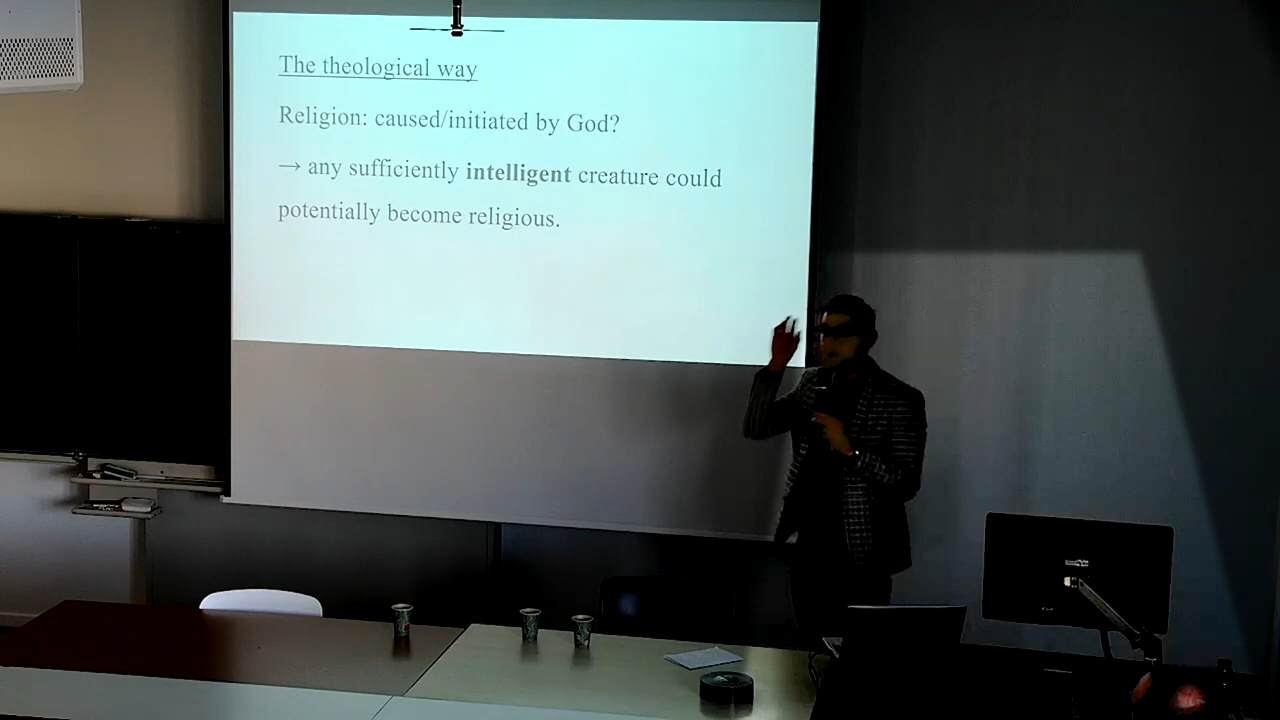 The theological way
Religion: caused/initiated by God?
→ any sufficiently intelligent creature could
potentially become religious.